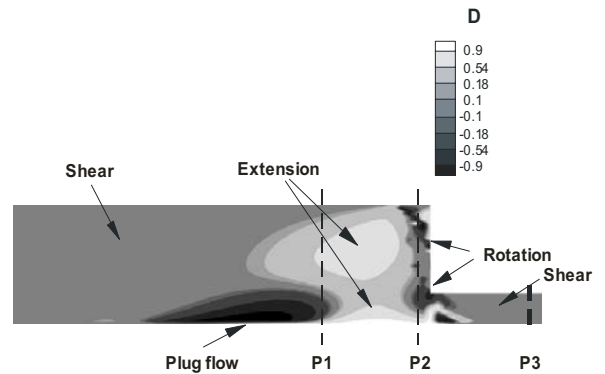 D
0.9
0.54
0.18
0.1
-0.1
-0.18
-0.54
-0.9
Shear
Extension
Rotation
Shear
Plug flow
P1
P2
P3